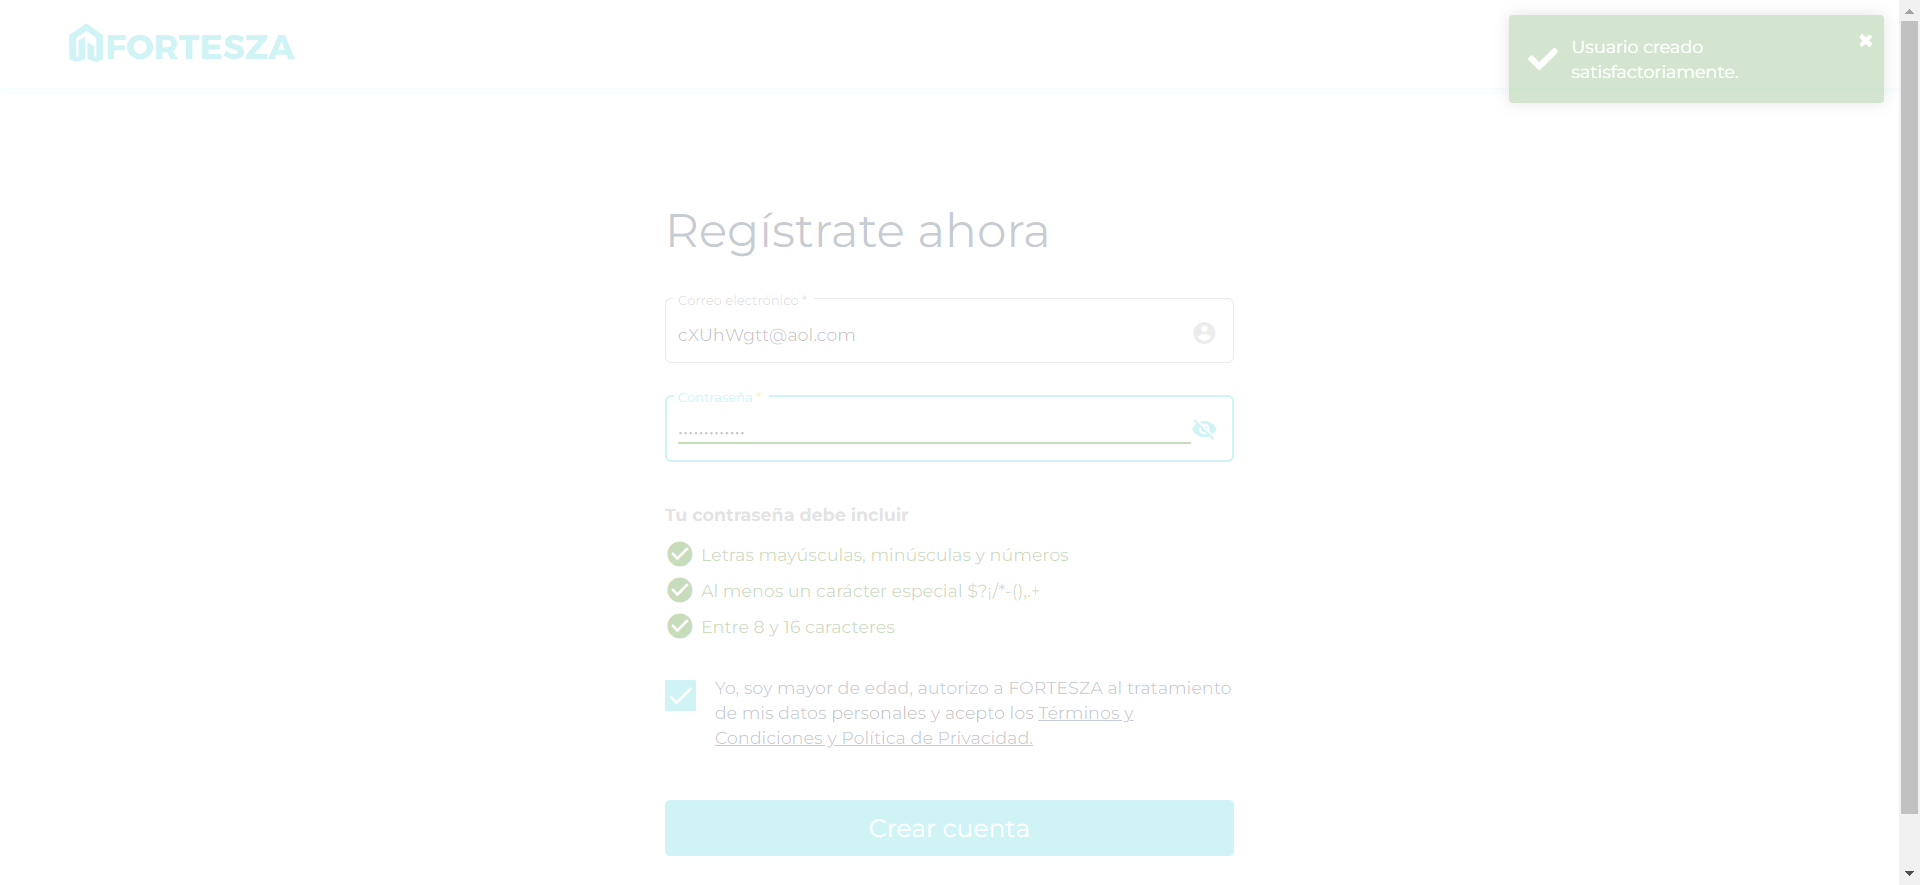 FORTESZA
Usuario creado
satisfactoriamente.
Regístrate ahora
Correo electrónico *
cXUhWgtt@aol.com
Contraseña *
.............
Tu contraseña debe incluir
Letras mayúsculas, minúsculas y números
Al menos un carácter especial $?¡/*-(),.+
Entre 8 y 16 caracteres
Yo, soy mayor de edad, autorizo a FORTESZA al tratamiento
de mis datos personales y acepto los Términos y
Condiciones y Política de Privacidad.
Crear cuenta